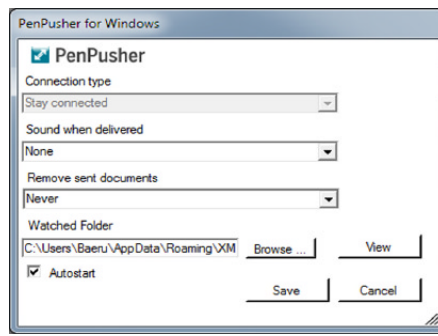 PenPusher for Windows
PenPusher
Connection type
Stay connected
Sound when delivered
None
Remove sent documents
Never
Watched Folder
C:\Users\Baeru\AppData\Roaming\XM Browse ... View
Autostart
Save Cancel